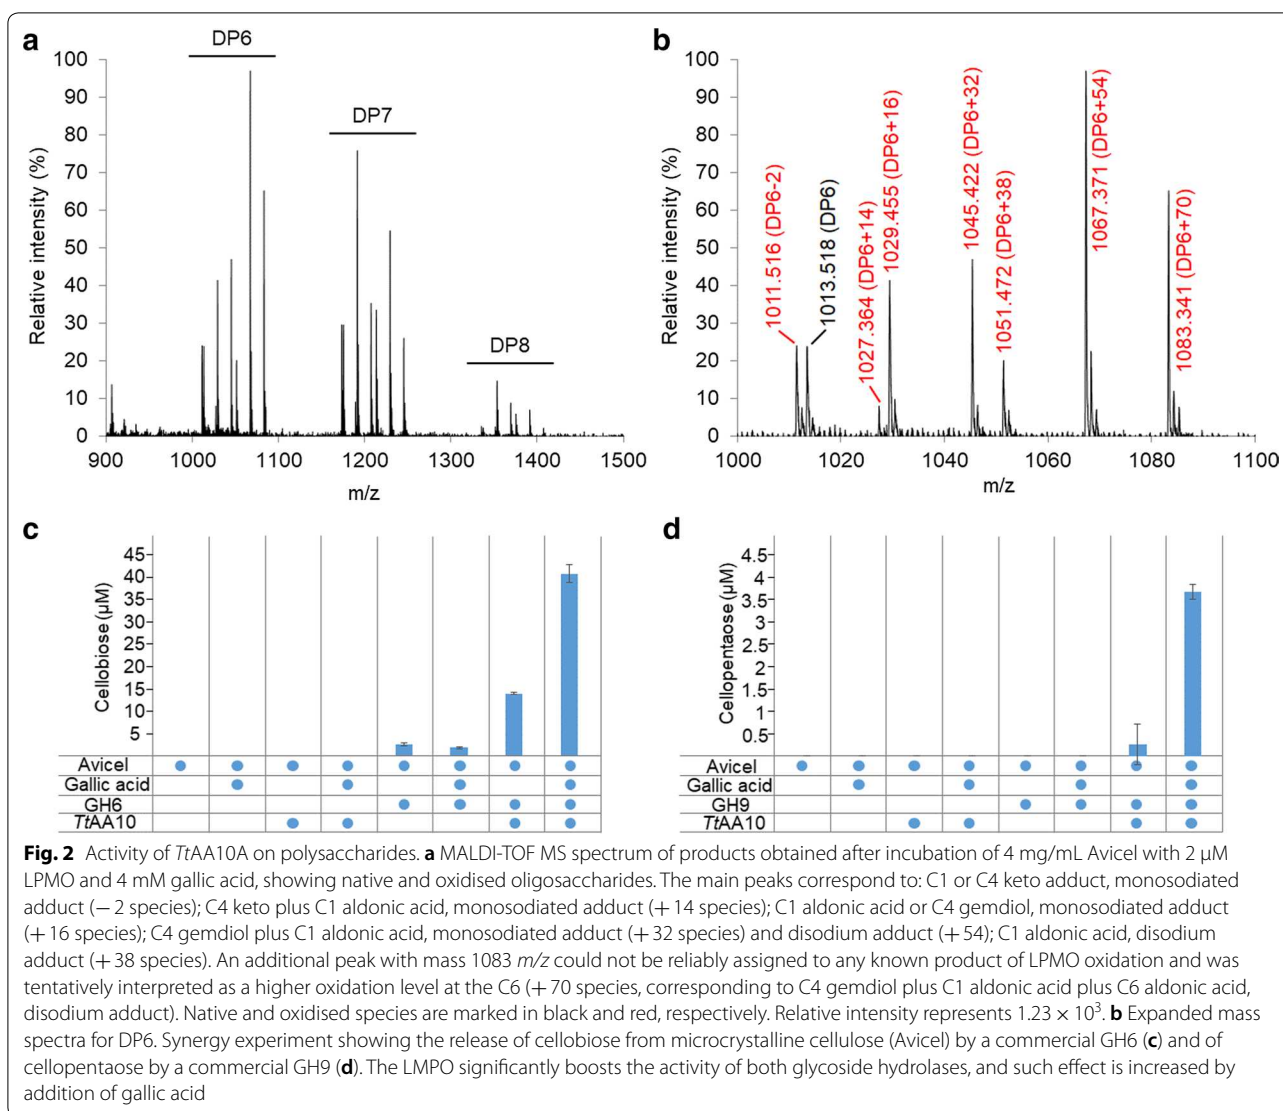 a
DP6
DP7
DP8
100
90
80
70
60
50
40
30
20
10
0
Relative intensity (%)
900 1000 1100 1200 1300 1400 1500
m/z
b
1011.516 (DP6-2)
1013.518 (DP6)
1027.364 (DP6+14)
1029.455 (DP6+16)
1045.422 (DP6+32)
1051.472 (DP6+38)
1067.371 (DP6+54)
1083.341 (DP6+70)
100
90
80
70
60
50
40
30
20
10
0
Relative intensity (%)
1000 1020 1040 1060 1080 1100
m/z
c
45
40
35
30
25
20
15
10
5
Cellobiose (µM)
Avicel
Gallic acid
GH6
TtAA10
d
4.5
4
3.5
3
2.5
2
1.5
1
0.5
Cellopentaose (µM)
Avicel
Gallic acid
GH9
TtAA10
Fig. 2 Activity of TtAA10A on polysaccharides. a MALDI-TOF MS spectrum of products obtained after incubation of 4 mg/mL Avicel with 2 µM
LPMO and 4 mM gallic acid, showing native and oxidised oligosaccharides. The main peaks correspond to: C1 or C4 keto adduct, monosodiated
adduct (− 2 species); C4 keto plus C1 aldonic acid, monosodiated adduct (+ 14 species); C1 aldonic acid or C4 gemdiol, monosodiated adduct
(+ 16 species); C4 gemdiol plus C1 aldonic acid, monosodiated adduct (+ 32 species) and disodium adduct (+ 54); C1 aldonic acid, disodium
adduct (+ 38 species). An additional peak with mass 1083 m/z could not be reliably assigned to any known product of LPMO oxidation and was
tentatively interpreted as a higher oxidation level at the C6 (+ 70 species, corresponding to C4 gemdiol plus C1 aldonic acid plus C6 aldonic acid,
disodium adduct). Native and oxidised species are marked in black and red, respectively. Relative intensity represents 1.23 × 10³. b Expanded mass
spectra for DP6. Synergy experiment showing the release of cellobiose from microcrystalline cellulose (Avicel) by a commercial GH6 (c) and of
cellopentaose by a commercial GH9 (d). The LMPO significantly boosts the activity of both glycoside hydrolases, and such effect is increased by
addition of gallic acid